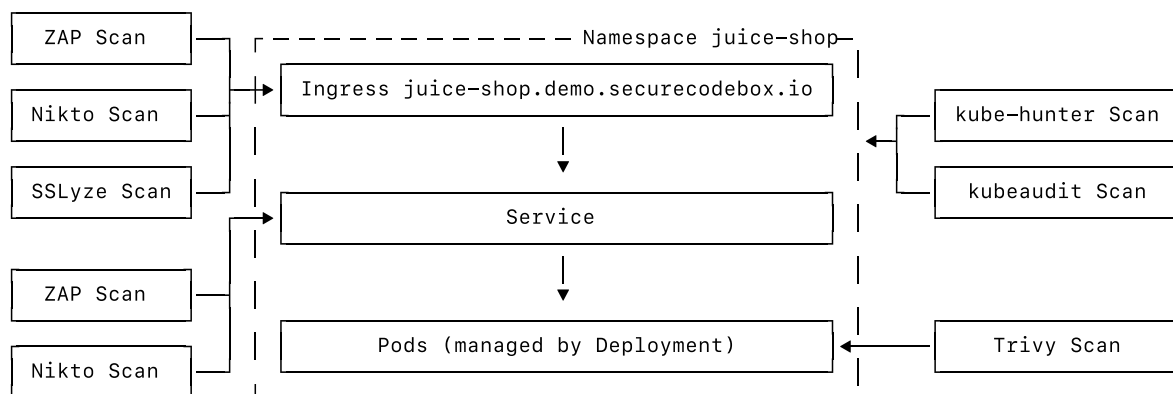 ZAP Scan
Namespace juice-shop
Ingress juice-shop.demo.securecodebox.io
Nikto Scan
kube-hunter Scan
SSLyze Scan
kubeaudit Scan
Service
ZAP Scan
Pods (managed by Deployment)
Trivy Scan
Nikto Scan